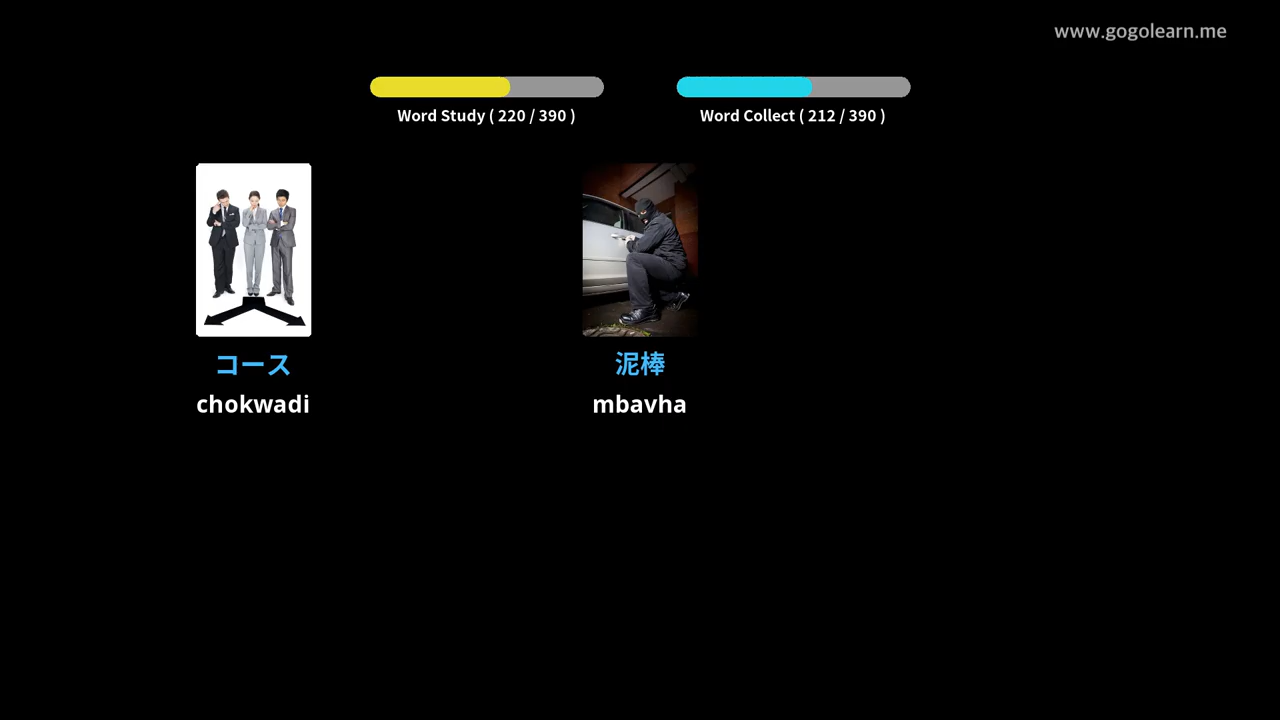 www.gogolearn.me
Word Study ( 220 / 390 )
Word Collect ( 212 / 390 )
コース
chokwadi
泥棒
mbavha